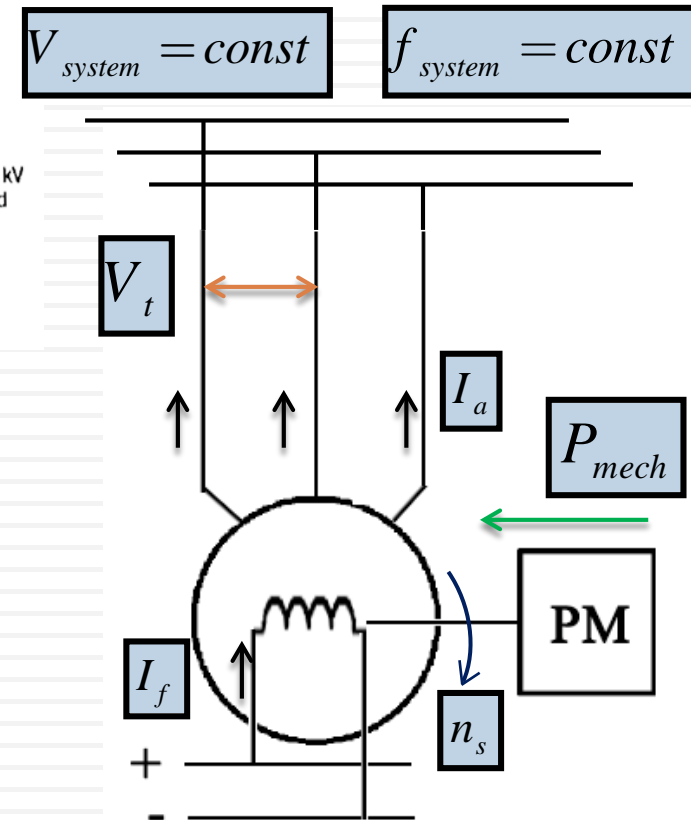 V_system = const
f_system = const
kV
d
V_t
I_a
P_mech
PM
I_f
n_s
+
-